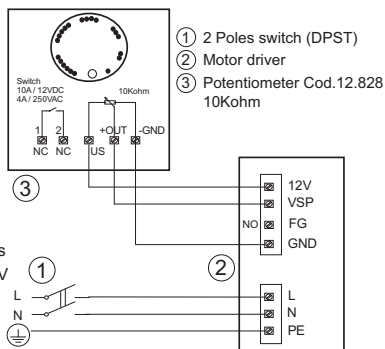 Switch
10A / 12VDC
4A / 250VAC
10Kohm
1 2 +OUT -GND
NC NC US
3
1 2 Poles switch (DPST)
2 Motor driver
3 Potentiometer Cod.12.828
10Kohm
12V
VSP
NO FG
GND
2
L
N
PE
s
V
1
L
N